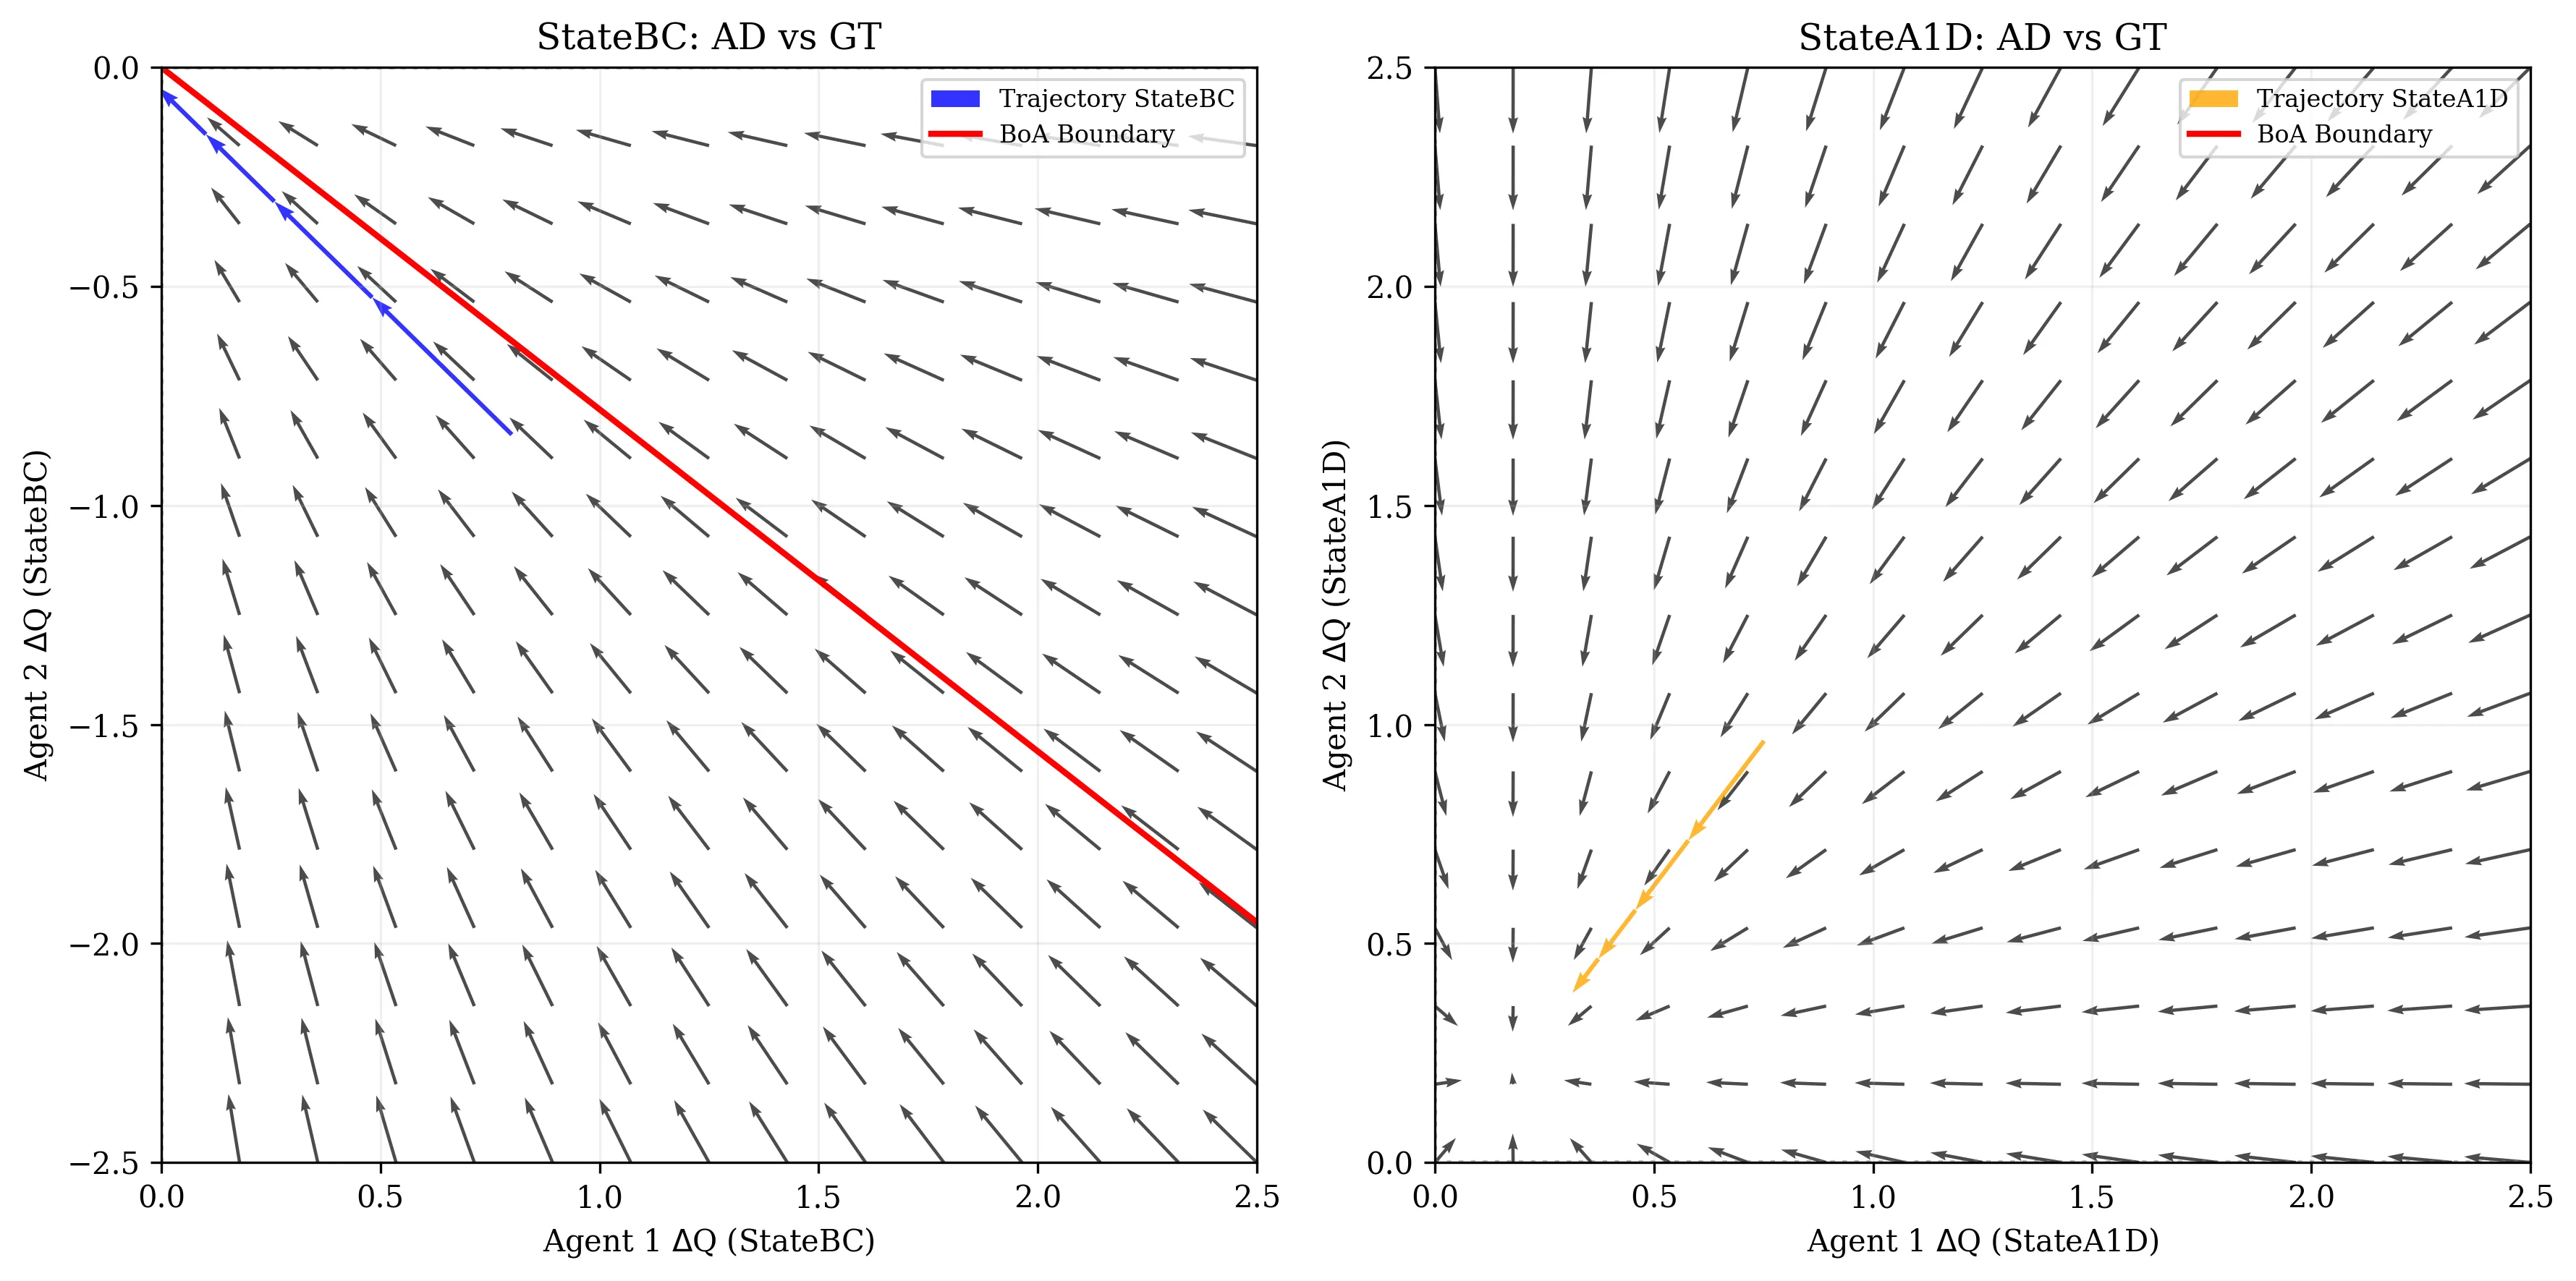 StateBC: AD vs GT
0.0
−0.5
−1.0
−1.5
−2.0
−2.5
Agent 2 ΔQ (StateBC)
Trajectory StateBC
BoA Boundary
0.0 0.5 1.0 1.5 2.0 2.5
Agent 1 ΔQ (StateBC)
StateA1D: AD vs GT
2.5
2.0
1.5
1.0
0.5
0.0
Agent 2 ΔQ (StateA1D)
Trajectory StateA1D
BoA Boundary
0.0 0.5 1.0 1.5 2.0 2.5
Agent 1 ΔQ (StateA1D)